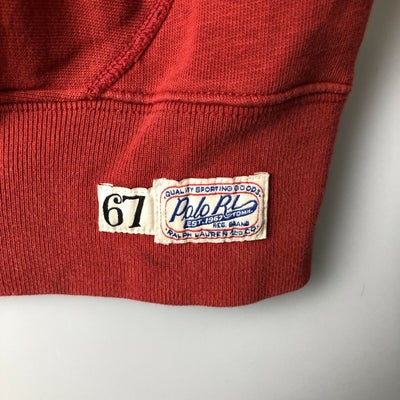 67
QUALITY SPORTING GOODS
Polo RL
EST. 1967
REG. BRAND
RALPH LAUREN CO.